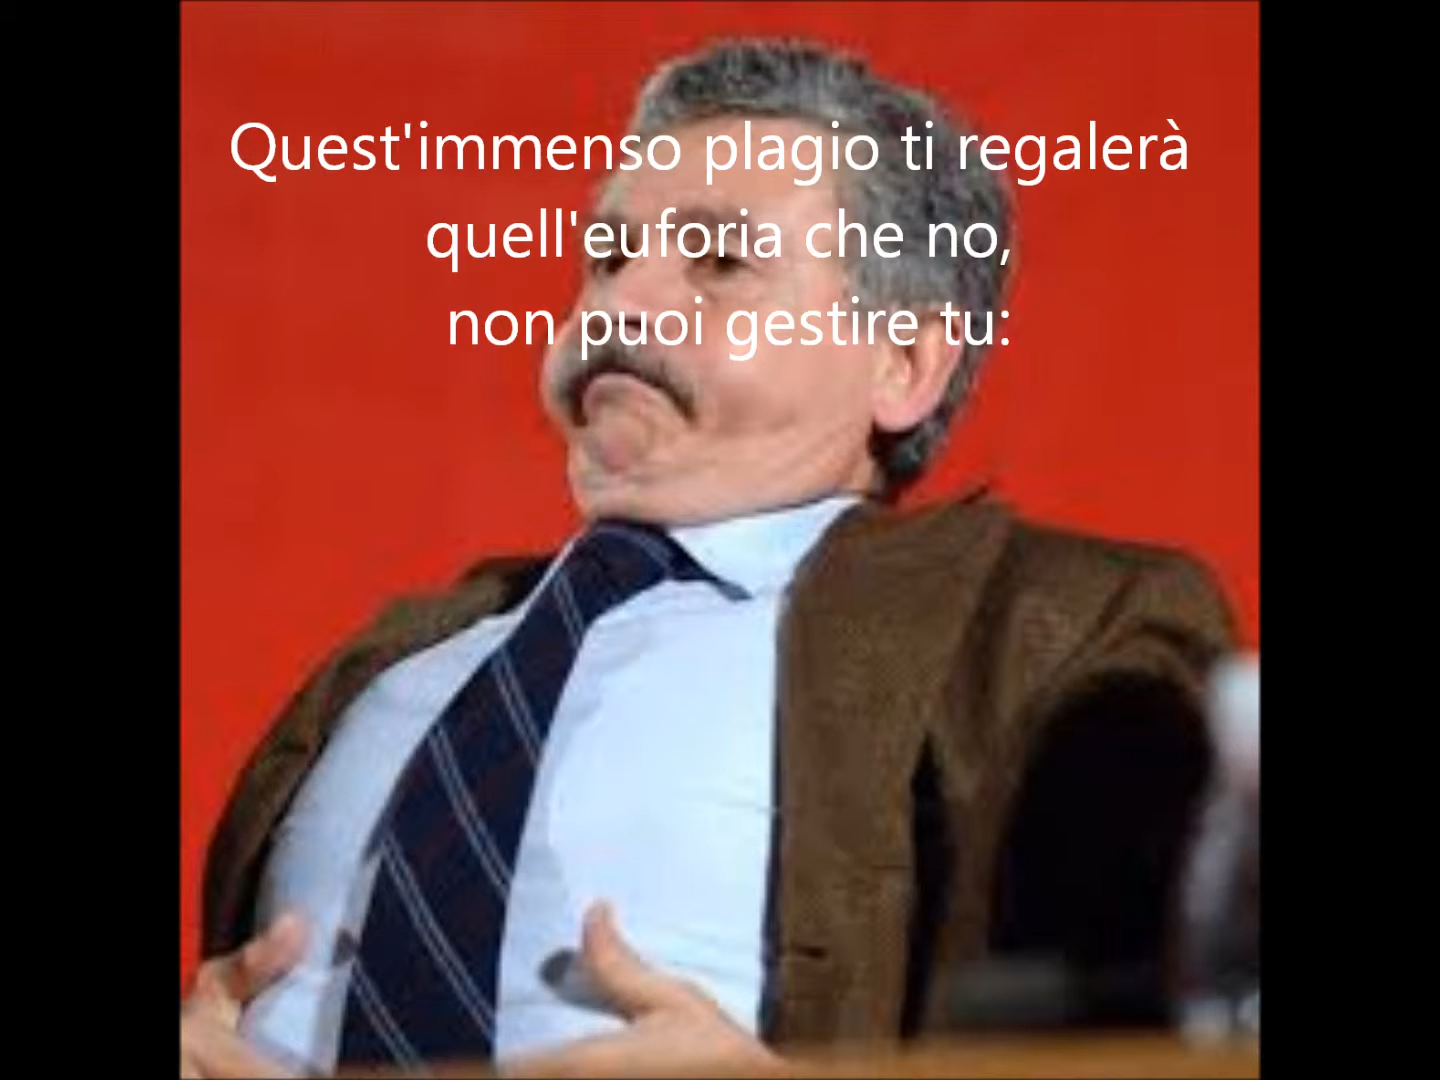 Quest'immenso plagio ti regalerà
quell'euforia che no,
non puoi gestire tu: